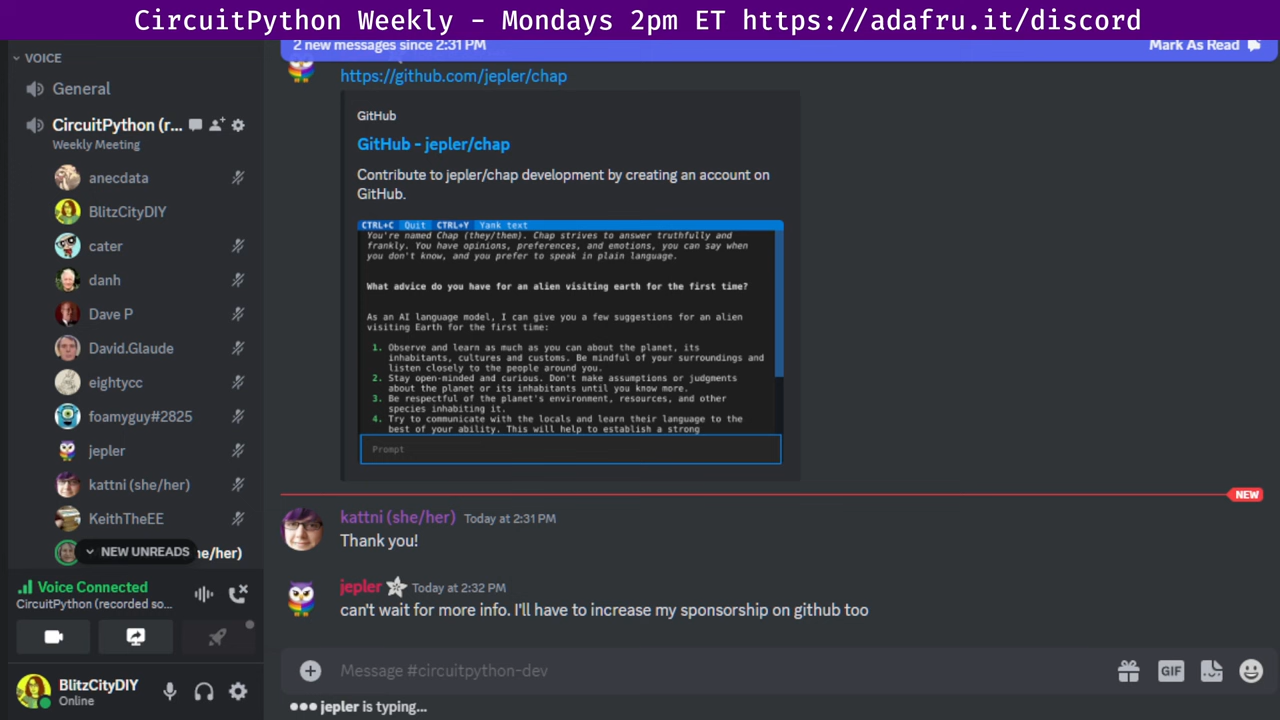 CircuitPython Weekly - Mondays 2pm ET https://adafru.it/discord
VOICE
General
CircuitPython (r...
Weekly Meeting
anecdata
BlitzCityDIY
cater
danh
Dave P
David.Glaude
eightycc
foamyguy#2825
jepler
kattni (she/her)
KeithTheEE
NEW UNREADS
he/her)
Voice Connected
CircuitPython (recorded so...
BlitzCityDIY
Online
2 new messages since 2:31 PM
Mark As Read
https://github.com/jepler/chap
GitHub
GitHub - jepler/chap
Contribute to jepler/chap development by creating an account on
GitHub.
CTRL+C Quit CTRL+Y Yank text
You're named Chap (they/them). Chap strives to answer truthfully and
frankly. You have opinions, preferences, and emotions, you can say when
you don't know, and you prefer to speak in plain language.
What advice do you have for an alien visiting earth for the first time?
As an AI language model, I can give you a few suggestions for an alien
visiting Earth for the first time:
1. Observe and learn as much as you can about the planet, its
inhabitants, cultures and customs. Be mindful of your surroundings and
listen closely to the people around you.
2. Stay open-minded and curious. Don't make assumptions or judgments
about the planet or its inhabitants until you know more.
3. Be respectful of the planet's environment, resources, and other
species inhabiting it.
4. Try to communicate with the locals and learn their language to the
best of your ability. This will help to establish a strong
Prompt
NEW
kattni (she/her) Today at 2:31 PM
Thank you!
jepler Today at 2:32 PM
can't wait for more info. I'll have to increase my sponsorship on github too
Message #circuitpython-dev
GIF
jepler is typing...